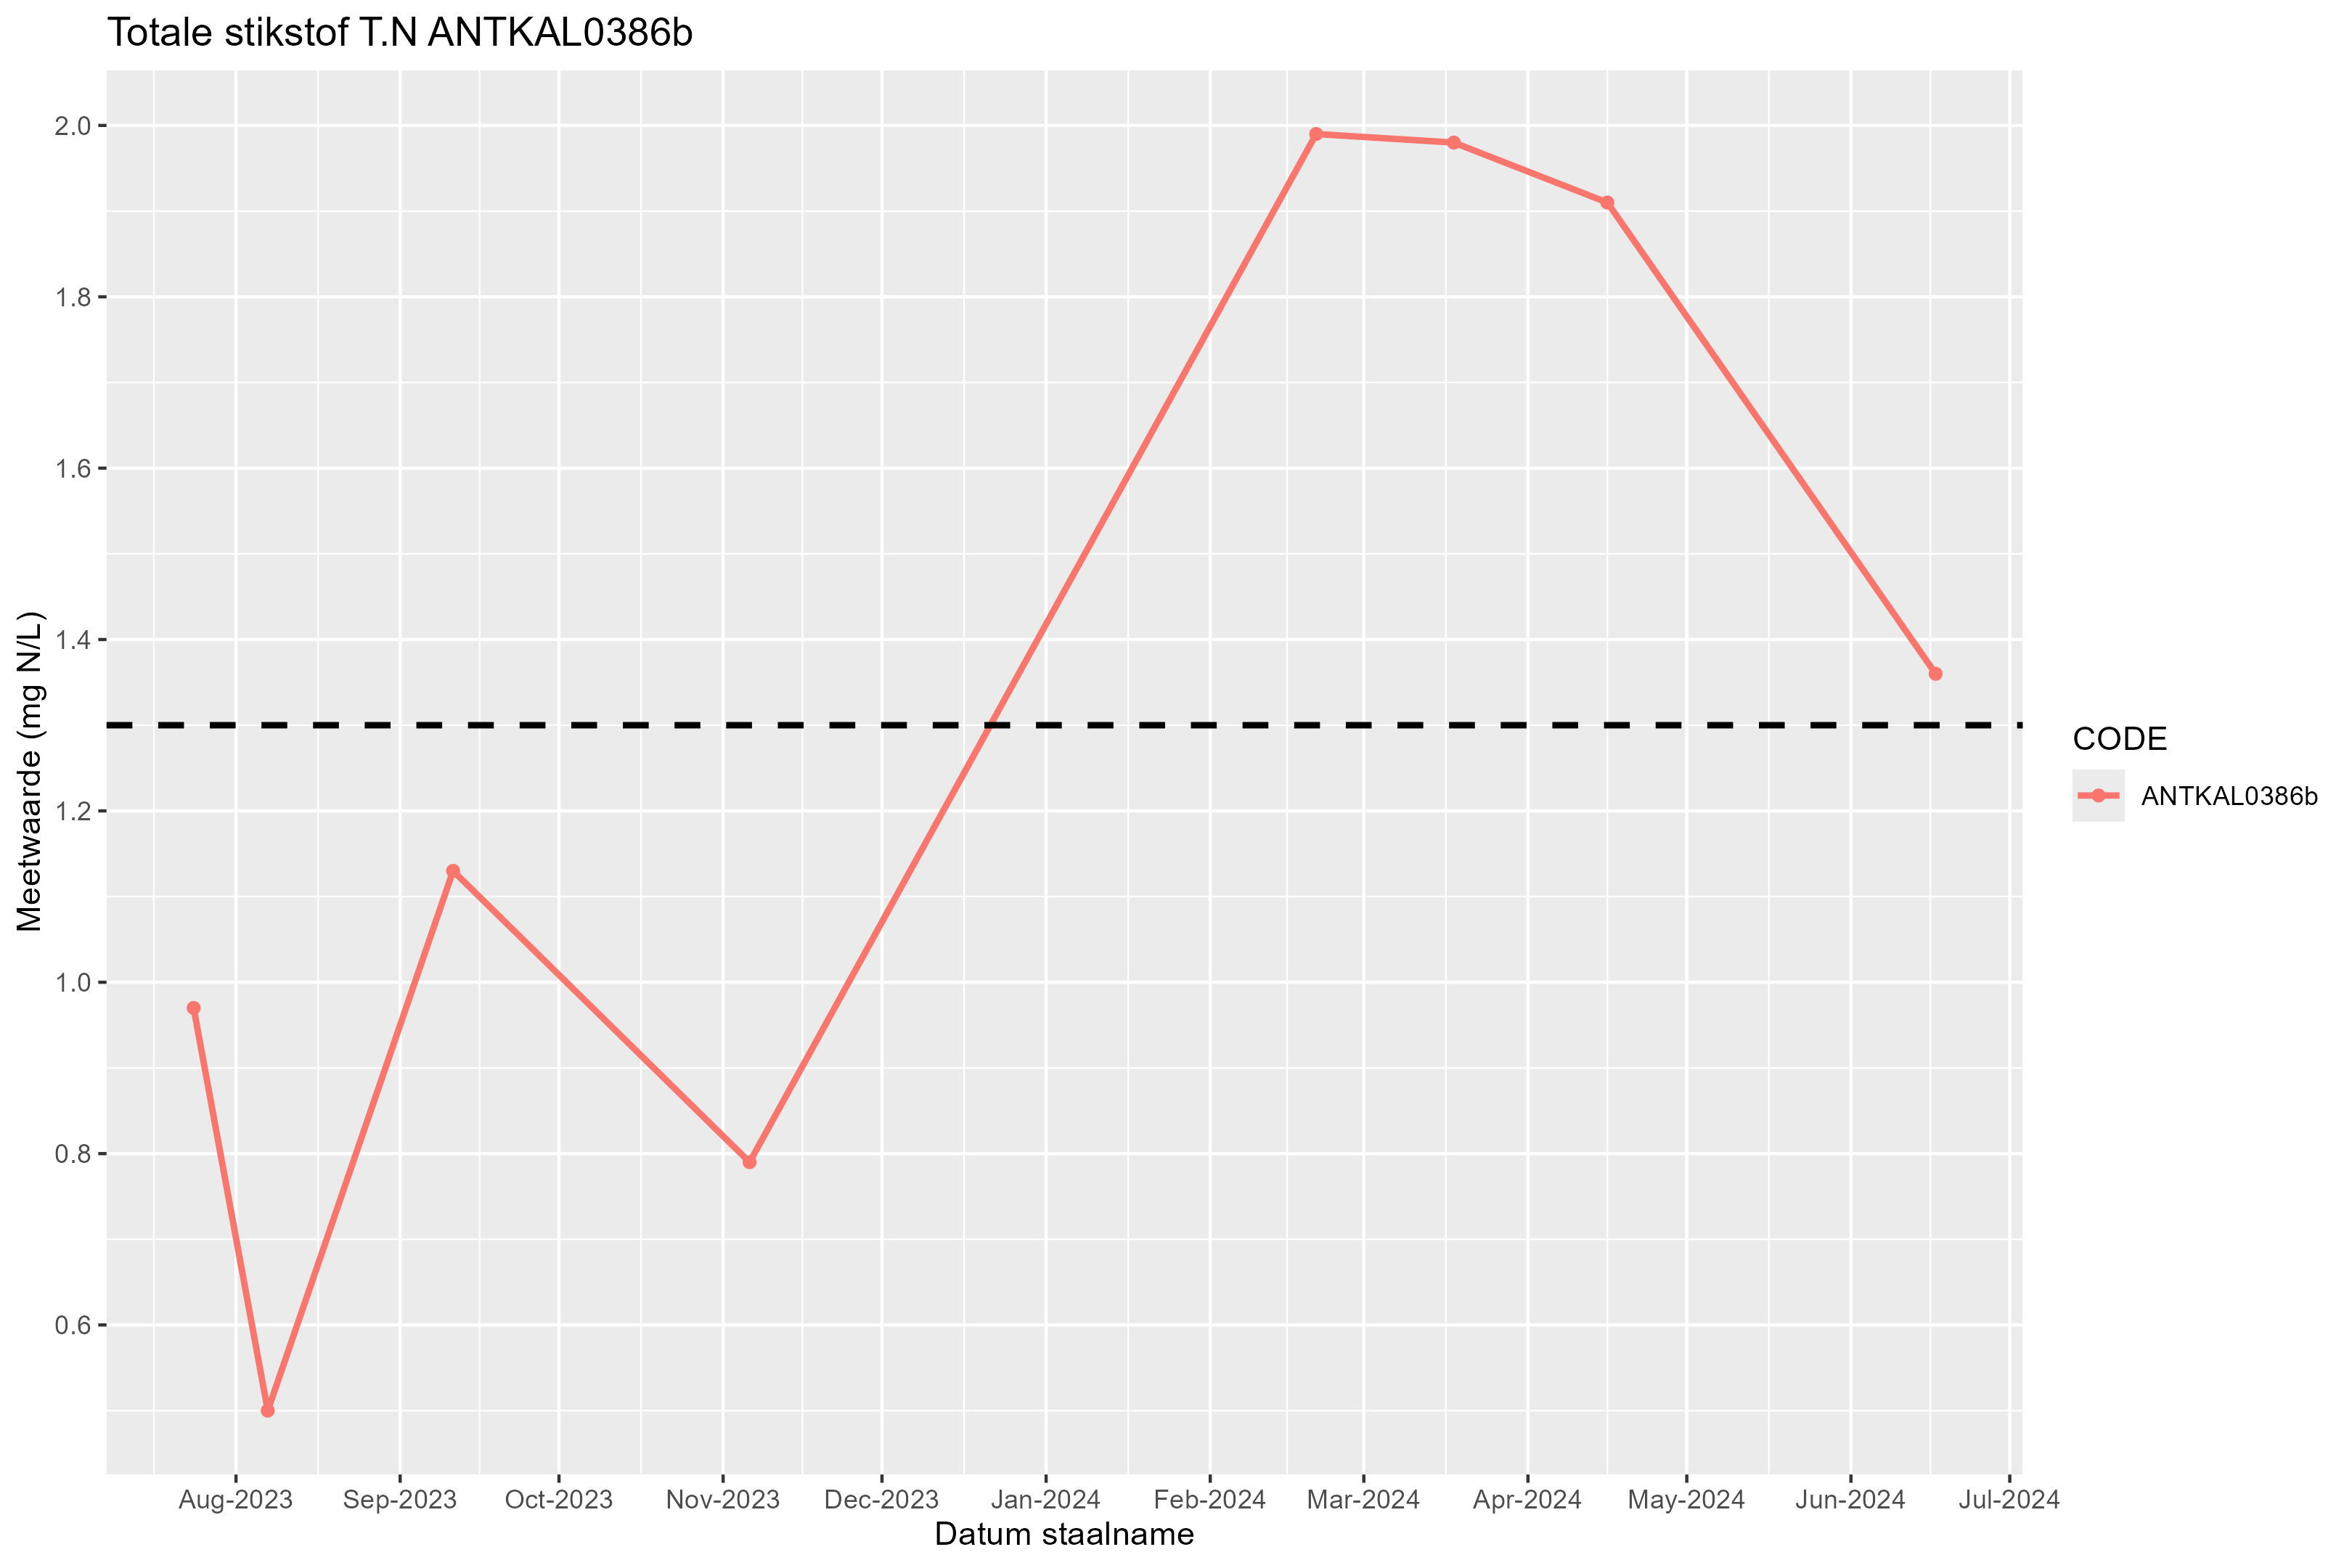 Totale stikstof T.N ANTKAL0386b
Meetwaarde (mg N/L)
2.0
1.8
1.6
1.4
1.2
1.0
0.8
0.6
Aug-2023 Sep-2023 Oct-2023 Nov-2023 Dec-2023 Jan-2024 Feb-2024 Mar-2024 Apr-2024 May-2024 Jun-2024 Jul-2024
Datum staalname
CODE
ANTKAL0386b